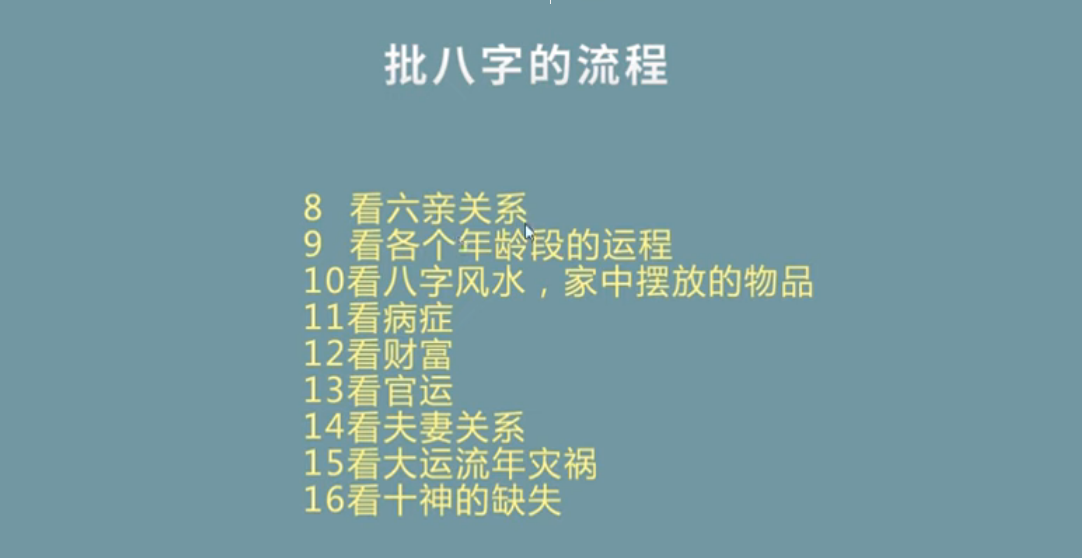 批八字的流程
8 看六亲关系
9 看各个年龄段的运程
10看八字风水，家中摆放的物品
11看病症
12看财富
13看官运
14看夫妻关系
15看大运流年灾祸
16看十神的缺失